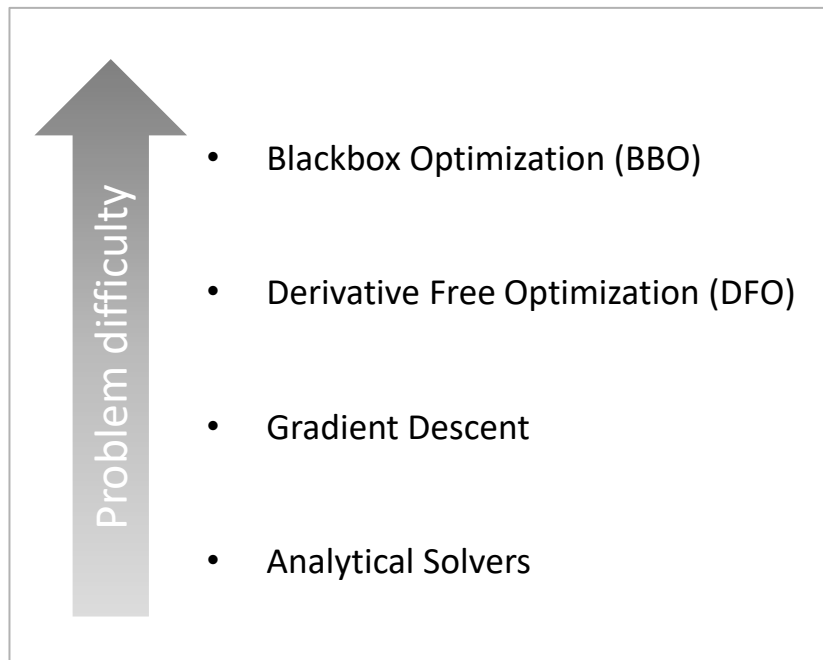 Problem difficulty
• Blackbox Optimization (BBO)
• Derivative Free Optimization (DFO)
• Gradient Descent
• Analytical Solvers